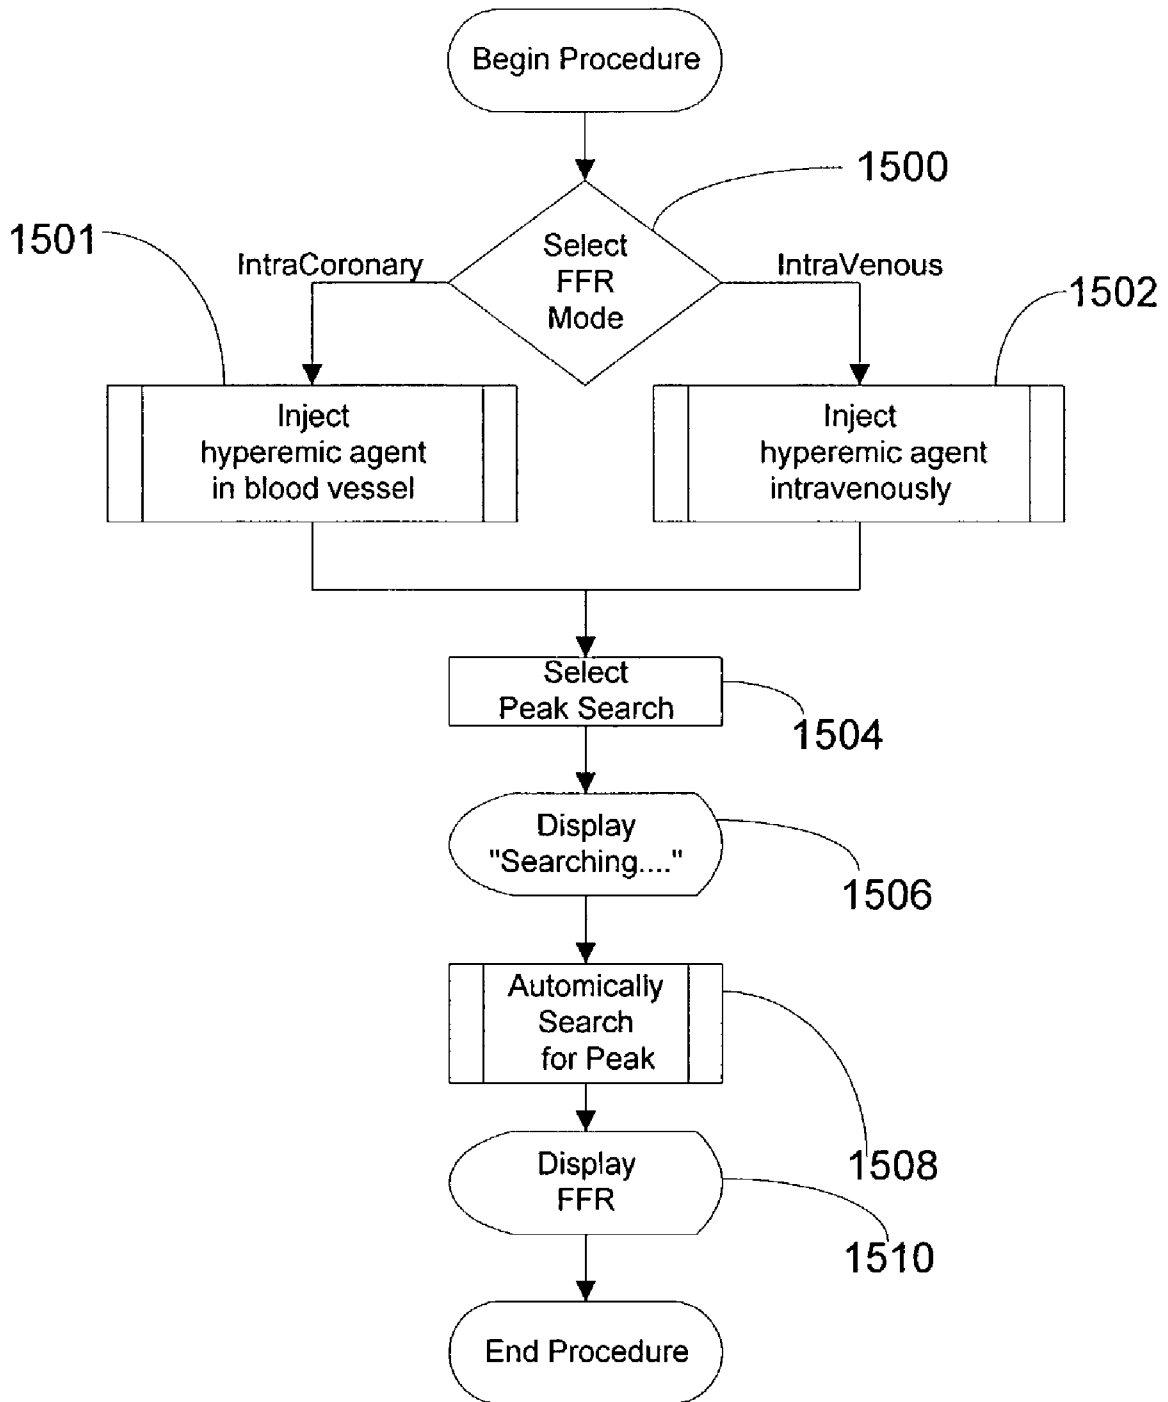 Begin Procedure
1500
1501
Select
FFR
Mode
IntraCoronary
IntraVenous
1502
Inject
hyperemic agent
in blood vessel
Inject
hyperemic agent
intravenously
Select
Peak Search
1504
Display
"Searching...."
1506
Automically
Search
for Peak
1508
Display
FFR
1510
End Procedure